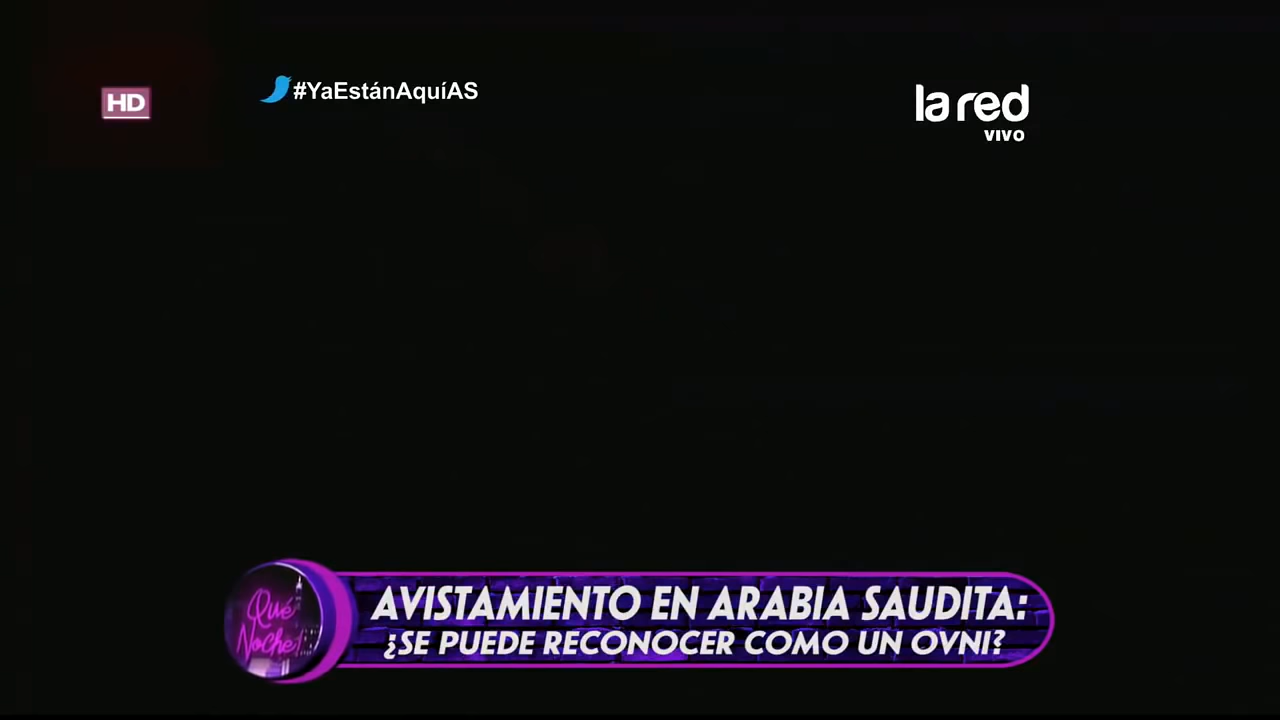 HD
#YaEstánAquíAS
la red
VIVO
AVISTAMIENTO EN ARABIA SAUDITA:
¿SE PUEDE RECONOCER COMO UN OVNI?
Qué
Noche!